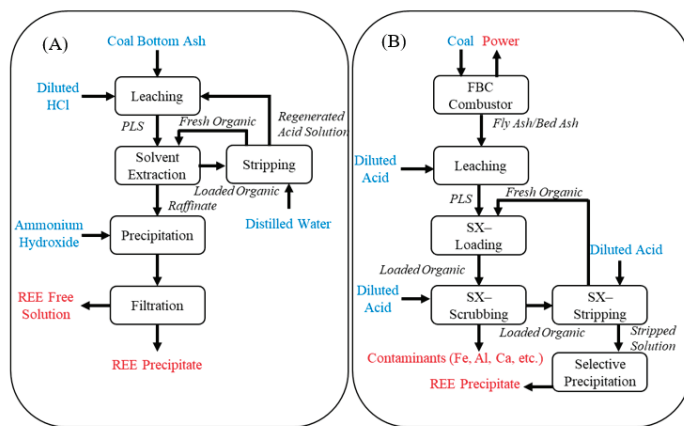 (A)
Coal Bottom Ash
Diluted
HCl
Leaching
PLS
Fresh Organic
Regenerated
Acid Solution
Solvent
Extraction
Stripping
Loaded Organic
Raffinate
Distilled Water
Ammonium
Hydroxide
Precipitation
REE Free
Solution
Filtration
REE Precipitate
(B)
Coal
Power
FBC
Combustor
Fly Ash/Bed Ash
Diluted
Acid
Leaching
PLS
Fresh Organic
SX–
Loading
Loaded Organic
Diluted Acid
Diluted
Acid
SX–
Scrubbing
Loaded Organic
SX–
Stripping
Stripped
Solution
Contaminants (Fe, Al, Ca, etc.)
Selective
Precipitation
REE Precipitate